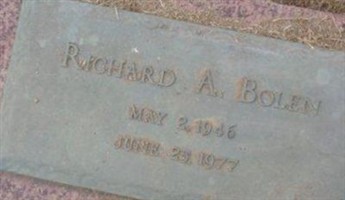 RICHARD A. BOLEN
MAY 2, 1946
JUNE 28, 1977